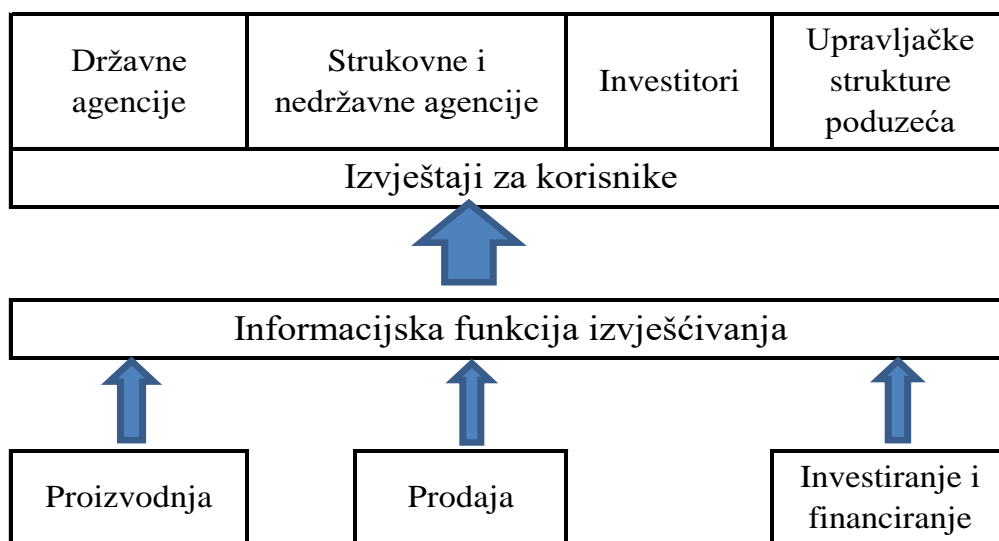 Državne
agencije
Strukovne i
nedržavne agencije
Investitori
Upravljačke
strukture
poduzeća
Izvještaji za korisnike
Informacijska funkcija izvješćivanja
Proizvodnja
Prodaja
Investiranje i
financiranje